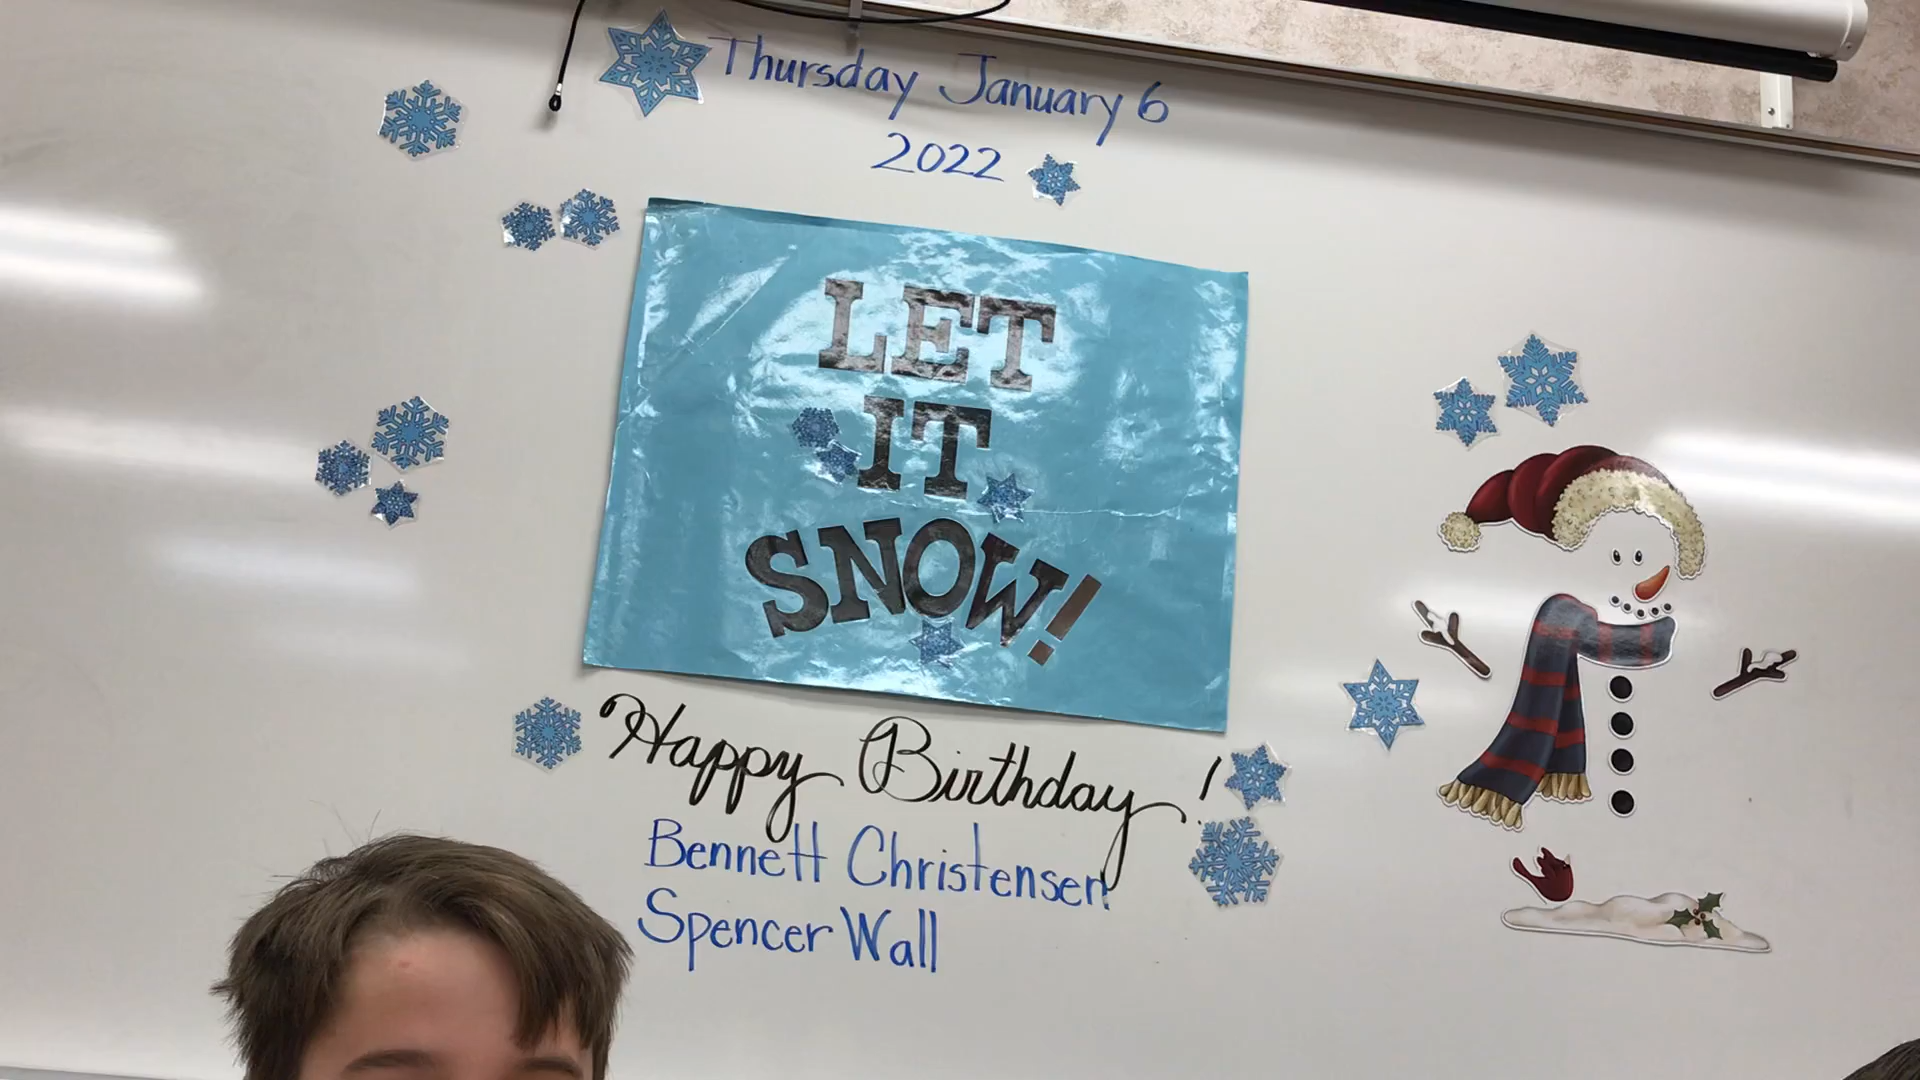 Thursday January 6
2022
LET
IT
SNOW!
Happy Birthday!
Bennett Christensen
Spencer Wall